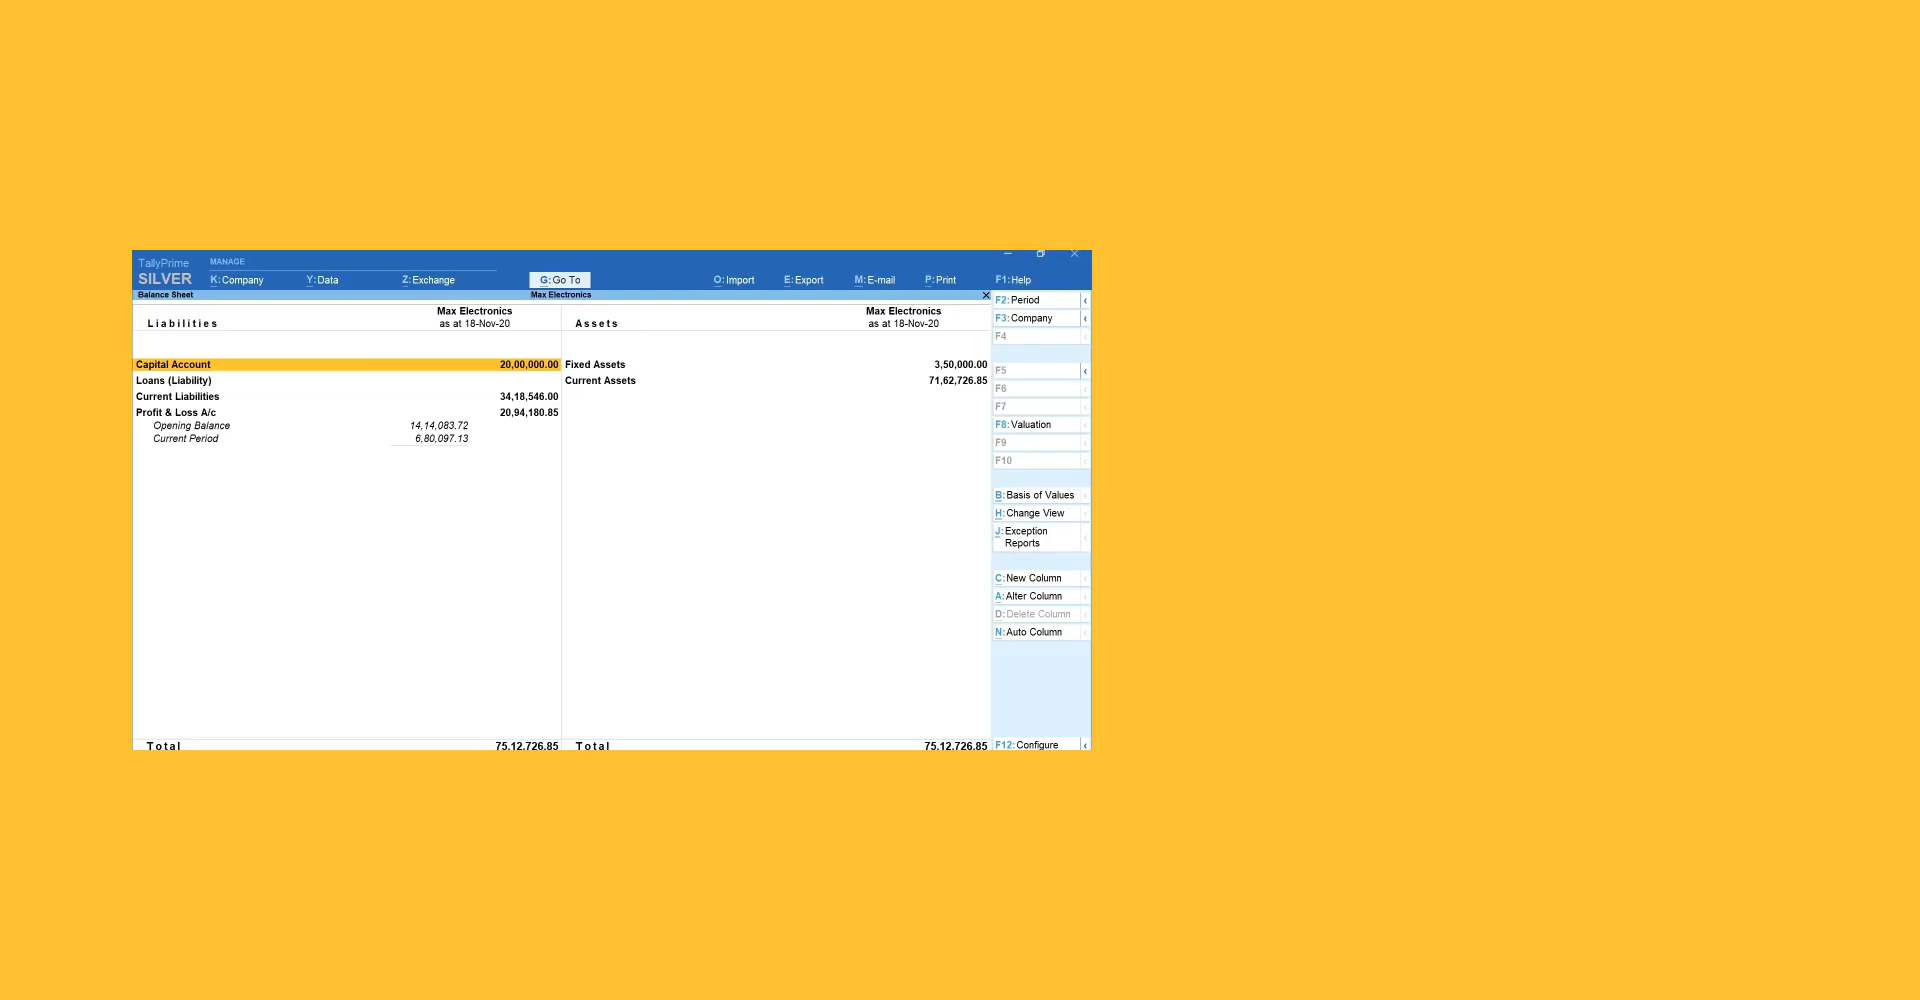 TallyPrime MANAGE
SILVER K:Company Y:Data Z:Exchange G:Go To O:Import E:Export M:E-mail P:Print F1:Help
Balance Sheet Max Electronics
Max Electronics Max Electronics
Liabilities as at 18-Nov-20 Assets as at 18-Nov-20
Capital Account 20,00,000.00 Fixed Assets 3,50,000.00
Loans (Liability) Current Assets 71,62,726.85
Current Liabilities 34,18,546.00
Profit & Loss A/c 20,94,180.85
Opening Balance 14,14,083.72
Current Period 6,80,097.13
Total 75,12,726.85 Total 75,12,726.85
F2:Period
F3:Company
F4
F5
F6
F7
F8:Valuation
F9
F10
B:Basis of Values
H:Change View
J:Exception
Reports
C:New Column
A:Alter Column
D:Delete Column
N:Auto Column
F12:Configure